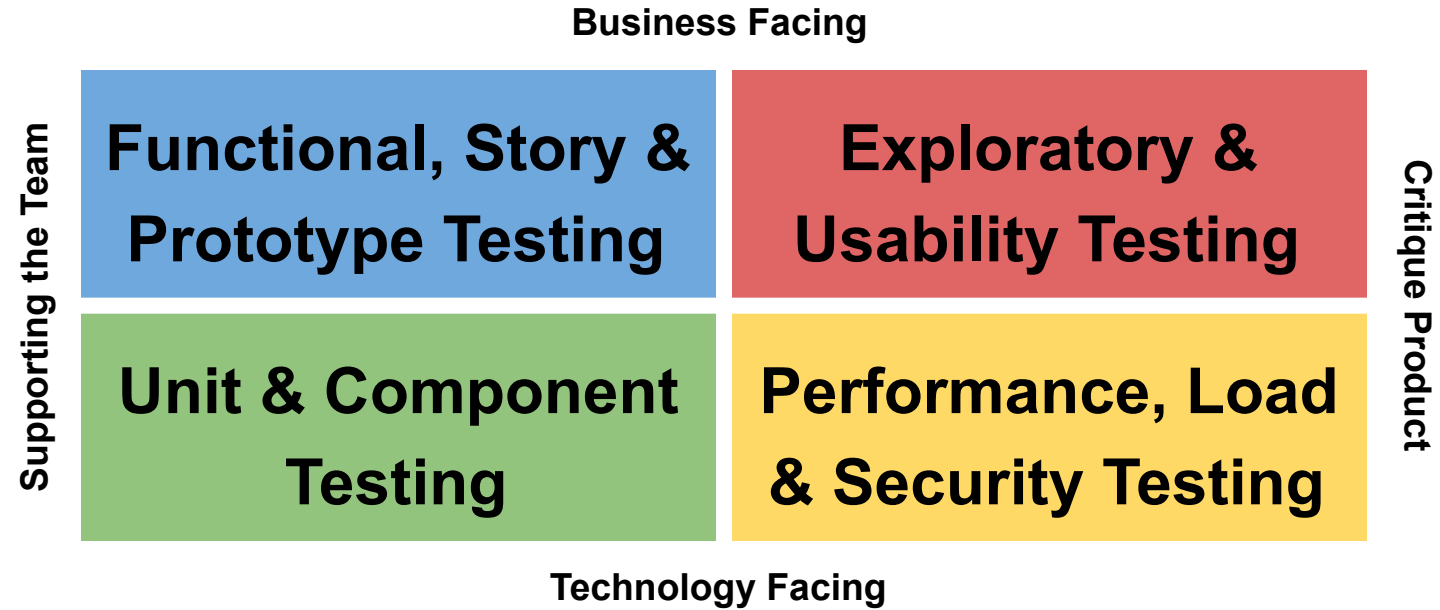 Business Facing
Supporting the Team
Functional, Story &
Prototype Testing
Exploratory &
Usability Testing
Critique Product
Unit & Component
Testing
Performance, Load
& Security Testing
Technology Facing